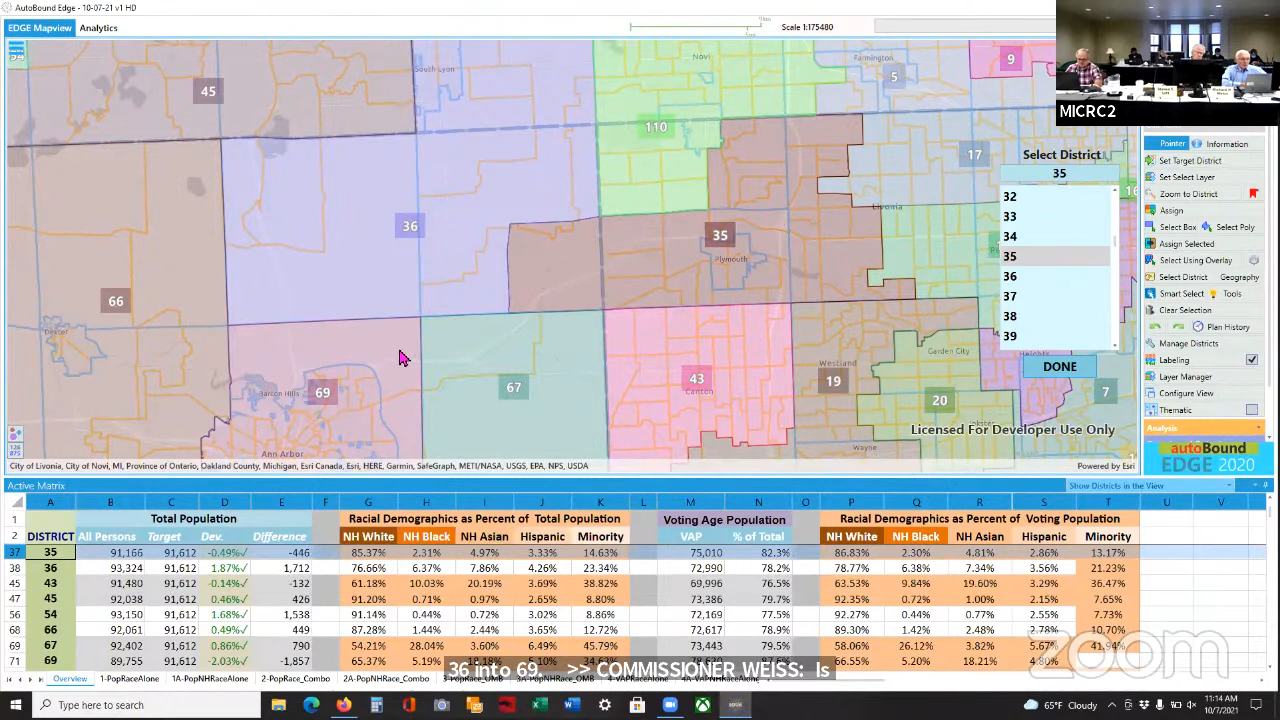 AutoBound Edge - 10-07-21 v1 HD
EDGE Mapview Analytics
Scale 1:175480
MICRC2
45
South Lyon
Novi
Farmington
5
9
110
17
Livonia
36
35
Plymouth
66
Dexter
Garden City
Westland
69
67
43
Canton
19
20
7
Barton Hills
Ann Arbor
Wayne
Heights
Select District
35
32
33
34
35
36
37
38
39
DONE
Licensed For Developer Use Only
City of Livonia, City of Novi, MI, Province of Ontario, Oakland County, Michigan, Esri Canada, Esri, HERE, Garmin, SafeGraph, METI/NASA, USGS, EPA, NPS, USDA
Powered by Esri
Pointer Information
Set Target District
Set Select Layer
Zoom to District
Assign
Select Box Select Poly
Assign Selected
Select Using Overlay
Select District Geography
Smart Select Tools
Clear Selection
Plan History
Manage Districts
Labeling
Layer Manager
Configure View
Thematic
Analysis
autoBound
EDGE 2020
Active Matrix
Show Districts in the View
A B C D E F G H I J K L M N O P Q R S T U V
1 Total Population Racial Demographics as Percent of Total Population Voting Age Population Racial Demographics as Percent of Voting Population
2 DISTRICT All Persons Target Dev. Difference NH White NH Black NH Asian Hispanic Minority VAP % of Total NH White NH Black NH Asian Hispanic Minority
37 35 91,166 91,612 -0.49%✓ -446 85.37% 2.31% 4.97% 3.33% 14.63% 75,010 82.3% 86.83% 2.30% 4.81% 2.86% 13.17%
38 36 93,324 91,612 1.87%✓ 1,712 76.66% 6.37% 7.86% 4.26% 23.34% 72,990 78.2% 78.77% 6.38% 7.34% 3.56% 21.23%
45 43 91,480 91,612 -0.14%✓ -132 61.18% 10.03% 20.19% 3.69% 38.82% 69,996 76.5% 63.53% 9.84% 19.60% 3.29% 36.47%
47 45 92,038 91,612 0.46%✓ 426 91.20% 0.71% 0.97% 2.65% 8.80% 73,386 79.7% 92.35% 0.72% 1.00% 2.15% 7.65%
56 54 93,150 91,612 1.68%✓ 1,538 91.14% 0.44% 0.72% 3.02% 8.86% 72,169 77.5% 92.27% 0.44% 0.77% 2.55% 7.73%
68 66 92,061 91,612 0.49%✓ 449 87.28% 1.44% 2.44% 3.65% 12.72% 72,617 78.9% 89.30% 1.42% 2.48% 2.78% 10.70%
69 67 92,402 91,612 0.86%✓ 790 54.21% 28.04% 3.60% 6.49% 45.79% 73,443 79.5% 58.06% 26.12% 3.82% 5.67% 41.94%
71 69 89,755 91,612 -2.03%✓ -1,857 65.37% 5.19% 66.55% 5.20% 18.21%
36 into 69. >> COMMISSIONER WEISS: Is
zoom
Overview 1-PopRaceAlone 1A-PopNHRaceAlone 2-PopRace_Combo 2A-PopNHRace_Combo
Type here to search
65°F Cloudy
11:14 AM
10/7/2021